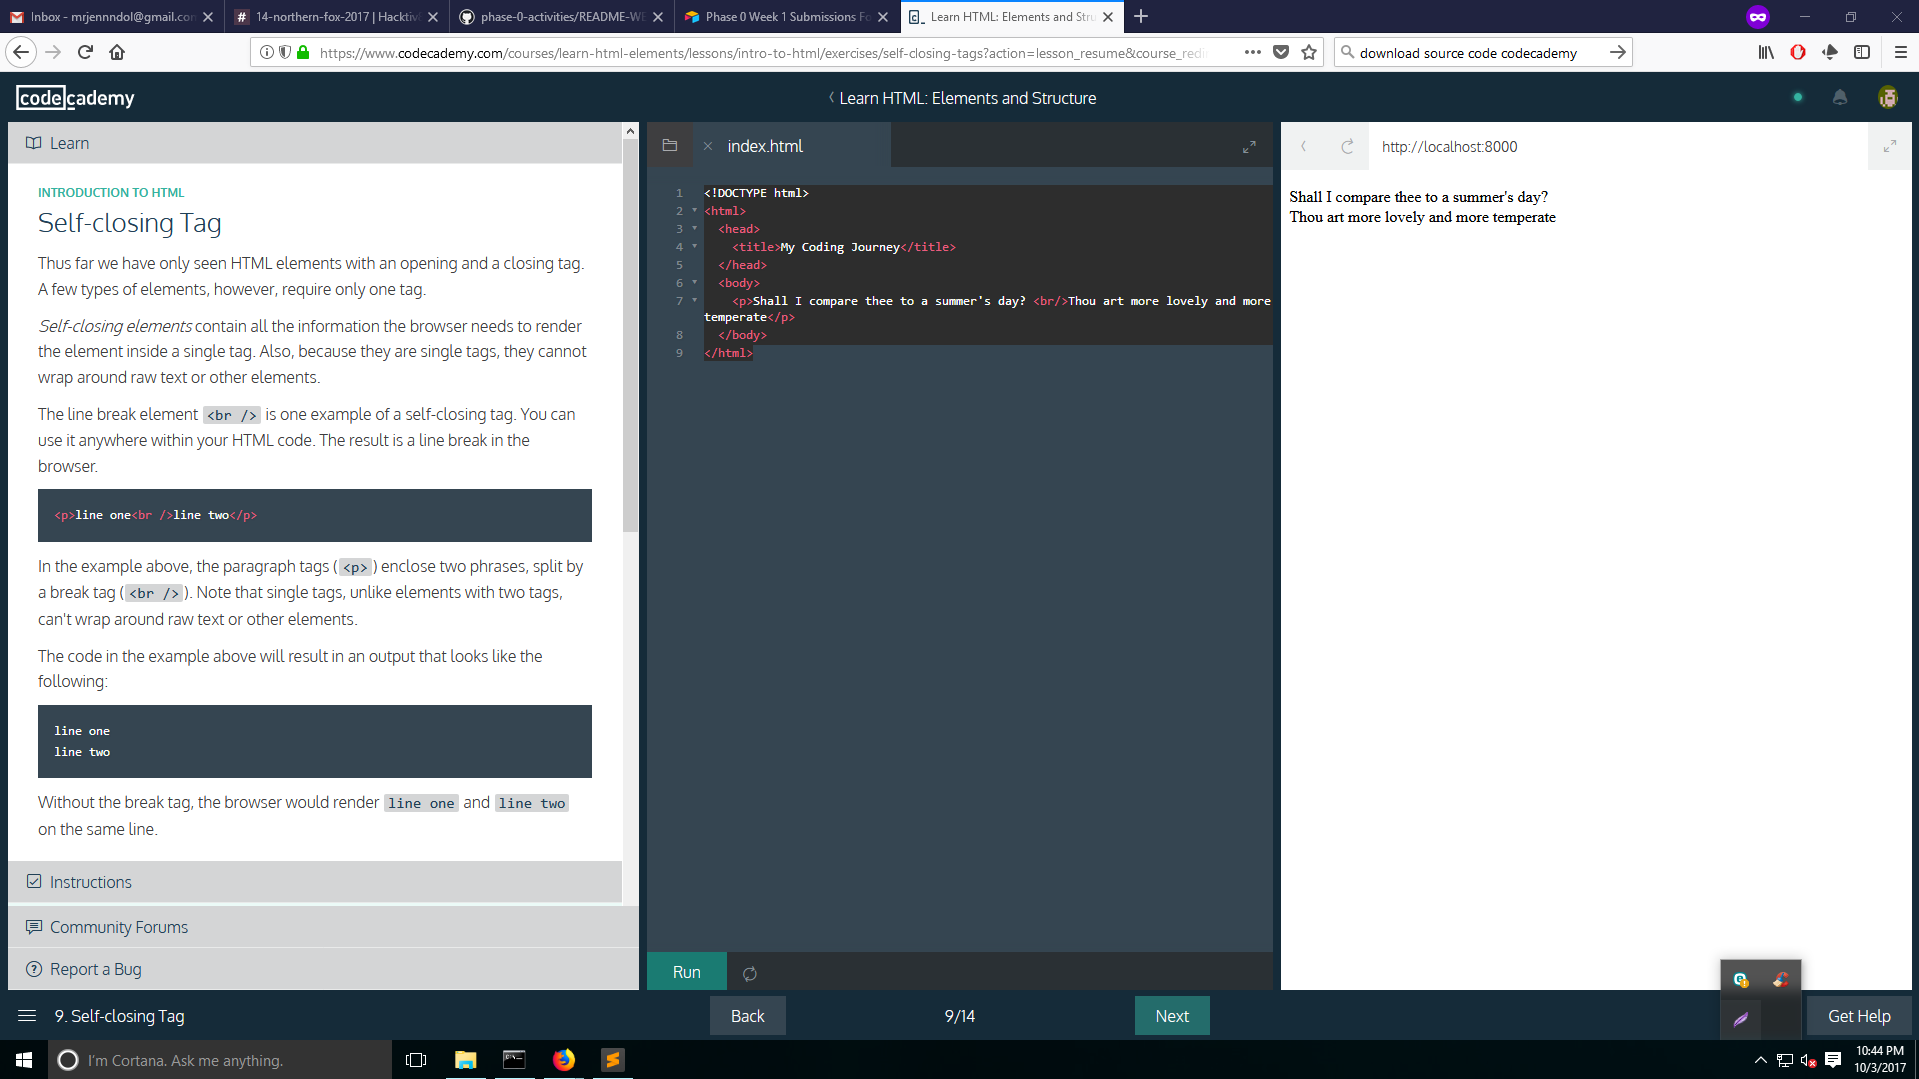 Inbox - mrjennndol@gmail.con
14-northern-fox-2017 | Hacktiv
phase-0-activities/README-WE
Phase 0 Week 1 Submissions Fo
Learn HTML: Elements and Stru
https://www.codecademy.com/courses/learn-html-elements/lessons/intro-to-html/exercises/self-closing-tags?action=lesson_resume&course_redi
download source code codecademy
codecademy
Learn HTML: Elements and Structure
Learn
INTRODUCTION TO HTML
Self-closing Tag
Thus far we have only seen HTML elements with an opening and a closing tag.
A few types of elements, however, require only one tag.
Self-closing elements contain all the information the browser needs to render
the element inside a single tag. Also, because they are single tags, they cannot
wrap around raw text or other elements.
The line break element <br /> is one example of a self-closing tag. You can
use it anywhere within your HTML code. The result is a line break in the
browser.
<p>line one<br />line two</p>
In the example above, the paragraph tags ( <p> ) enclose two phrases, split by
a break tag ( <br /> ). Note that single tags, unlike elements with two tags,
can't wrap around raw text or other elements.
The code in the example above will result in an output that looks like the
following:
line one
line two
Without the break tag, the browser would render line one and line two
on the same line.
Instructions
Community Forums
Report a Bug
index.html
1 <!DOCTYPE html>
2 <html>
3 <head>
4 <title>My Coding Journey</title>
5 </head>
6 <body>
7 <p>Shall I compare thee to a summer's day? <br/>Thou art more lovely and more
temperate</p>
8 </body>
9 </html>
Run
http://localhost:8000
Shall I compare thee to a summer's day?
Thou art more lovely and more temperate
9. Self-closing Tag
Back
9/14
Next
Get Help
I'm Cortana. Ask me anything.
10:44 PM
10/3/2017